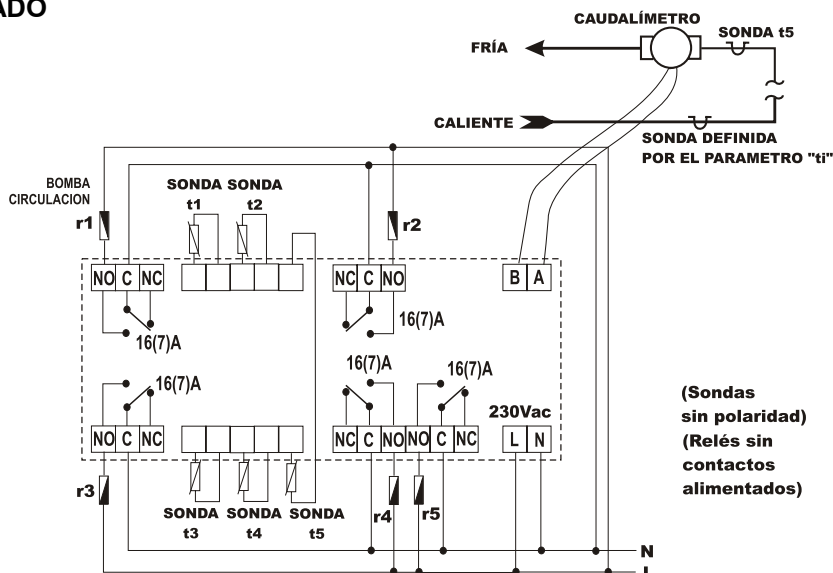 ADO
CAUDALÍMETRO
SONDA t5
FRÍA
CALIENTE
SONDA DEFINIDA
POR EL PARAMETRO "ti"
BOMBA
CIRCULACION
SONDA SONDA
t1 t2
r1
r2
NO C NC
NC C NO
B A
16(7)A
16(7)A
16(7)A
16(7)A
16(7)A
230Vac
NO C NC
NC C NO NO C NC
L N
(Sondas
sin polaridad)
(Relés sin
contactos
alimentados)
r3
SONDA SONDA SONDA
t3 t4 t5
r4 r5
N